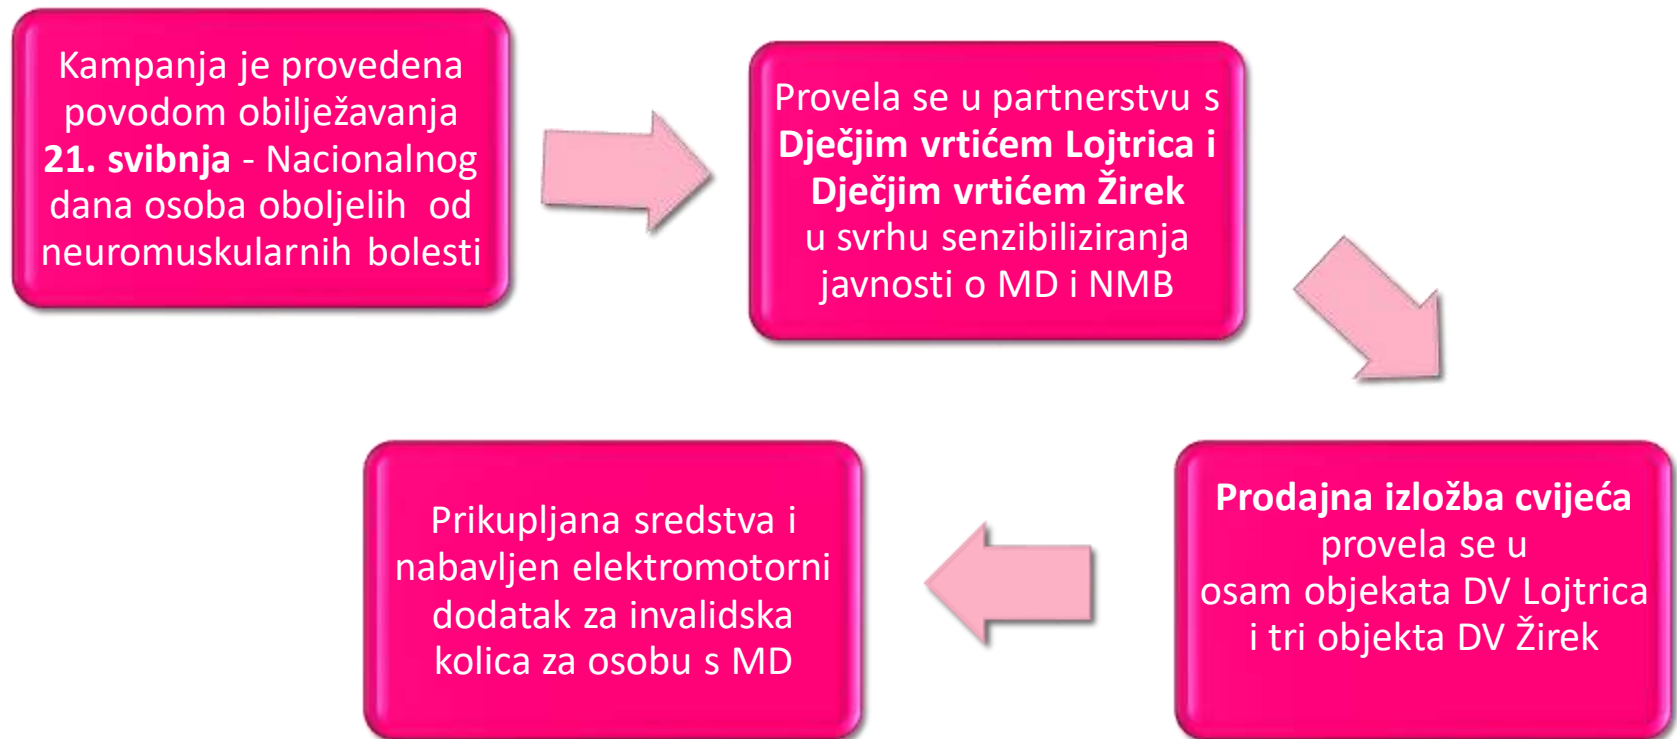 Kampanja je provedena
povodom obilježavanja
21. svibnja - Nacionalnog
dana osoba oboljelih od
neuromuskularnih bolesti
Provela se u partnerstvu s
Dječjim vrtićem Lojtrica i
Dječjim vrtićem Žirek
u svrhu senzibiliziranja
javnosti o MD i NMB
Prodajna izložba cvijeća
provela se u
osam objekata DV Lojtrica
i tri objekta DV Žirek
Prikupljana sredstva i
nabavljen elektromotorni
dodatak za invalidska
kolica za osobu s MD